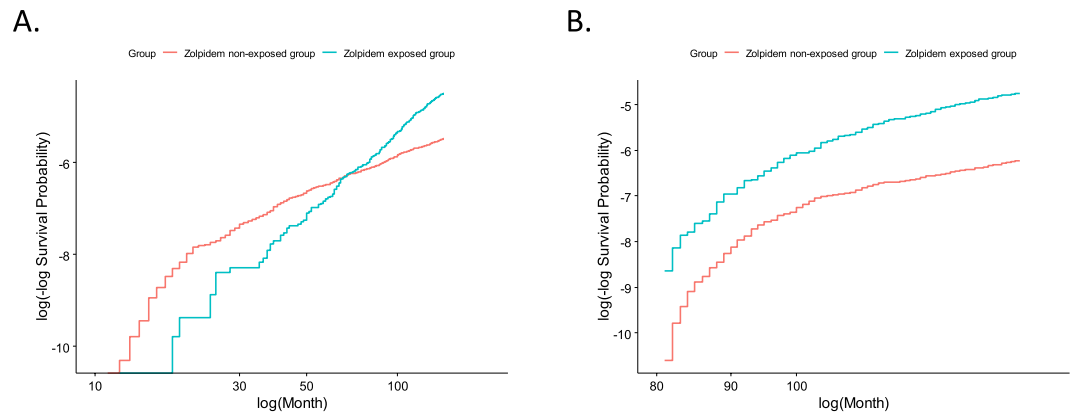 A.
Group Zolpidem non-exposed group Zolpidem exposed group
log(-log Survival Probability)
-6
-8
-10
10 30 50 100
log(Month)
B.
Group Zolpidem non-exposed group Zolpidem exposed group
log(-log Survival Probability)
-5
-6
-7
-8
-9
-10
80 90 100
log(Month)